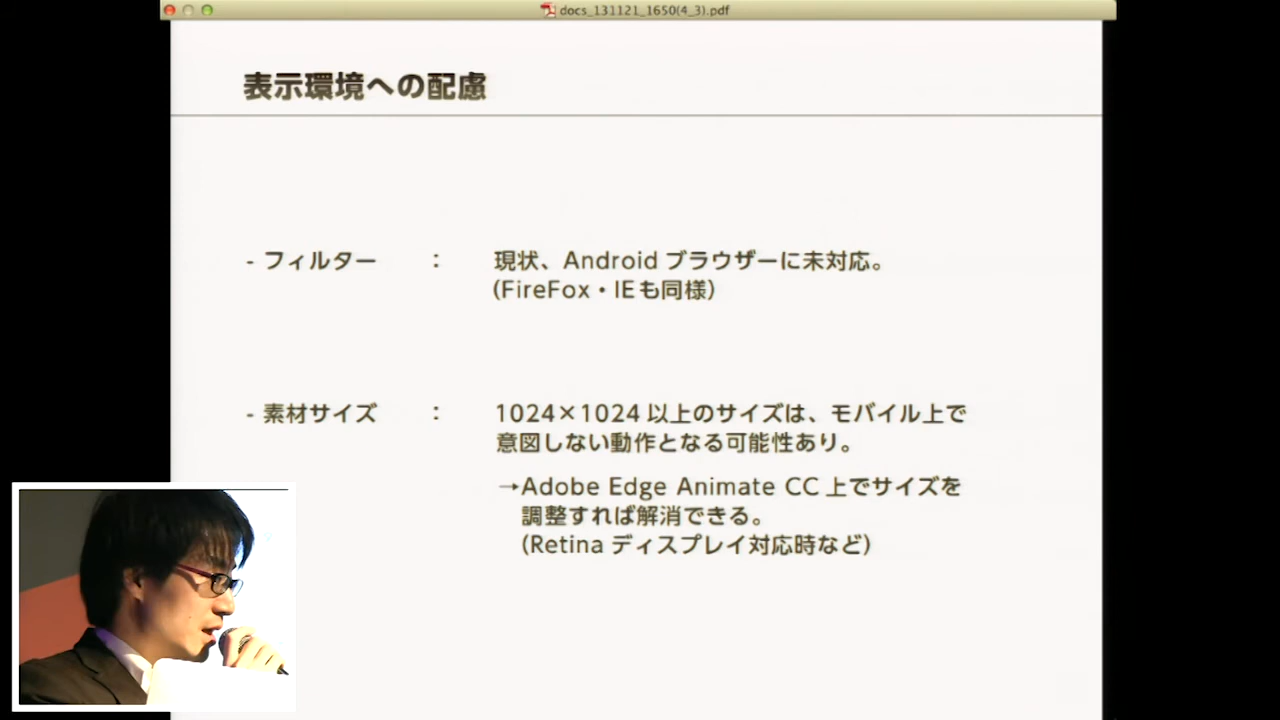 docs_131121_1650(4_3).pdf
表示環境への配慮
- フィルター : 現状、Android ブラウザーに未対応。
(FireFox・IEも同様)
- 素材サイズ : 1024×1024 以上のサイズは、モバイル上で
意図しない動作となる可能性あり。
→Adobe Edge Animate CC 上でサイズを
調整すれば解消できる。
(Retina ディスプレイ対応時など)